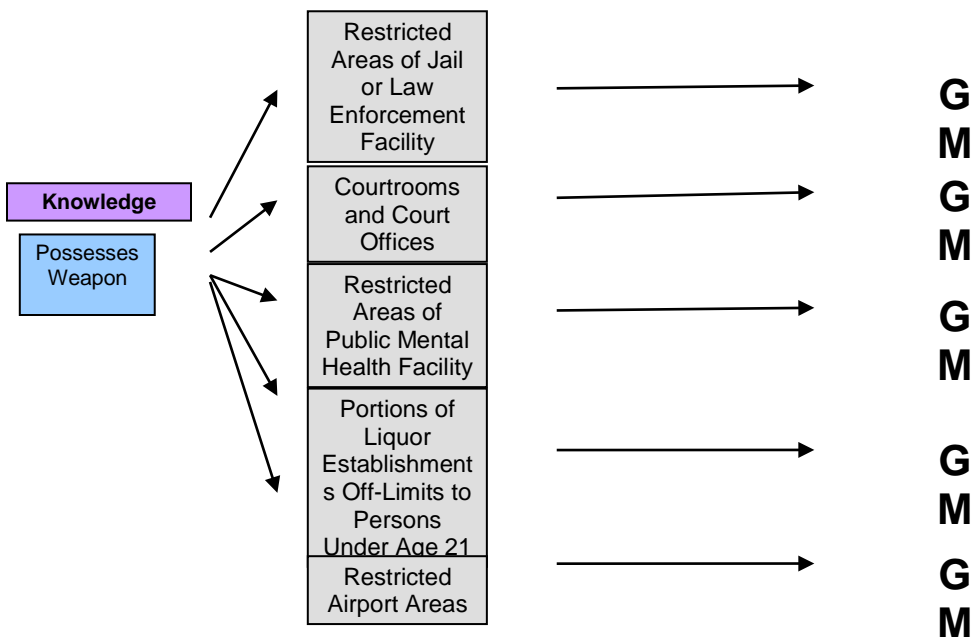 Knowledge
Possesses
Weapon
Restricted
Areas of Jail
or Law
Enforcement
Facility
G
M
Courtrooms
and Court
Offices
G
M
Restricted
Areas of
Public Mental
Health Facility
G
M
Portions of
Liquor
Establishment
s Off-Limits to
Persons
Under Age 21
G
M
Restricted
Airport Areas
G
M